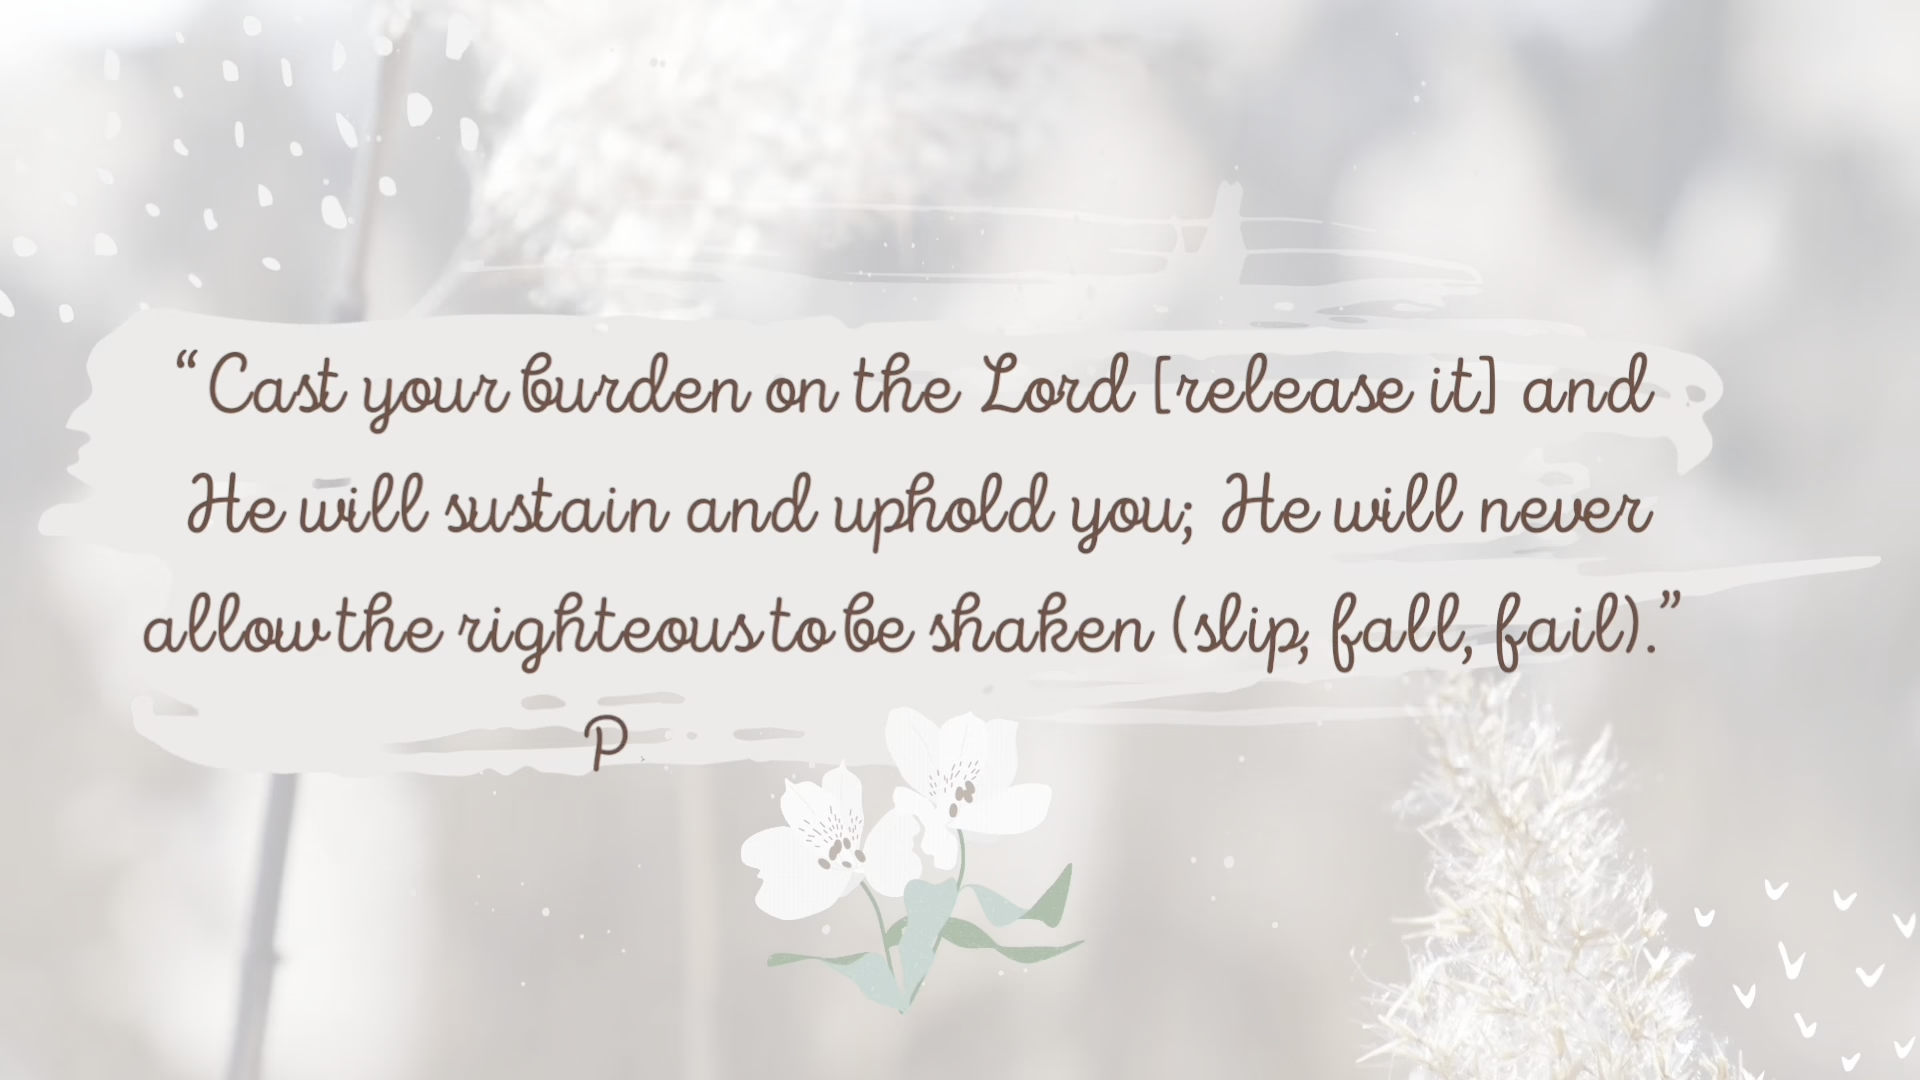 “Cast your burden on the Lord [release it] and
He will sustain and uphold you; He will never
allow the righteous to be shaken (slip, fall, fail).”
P